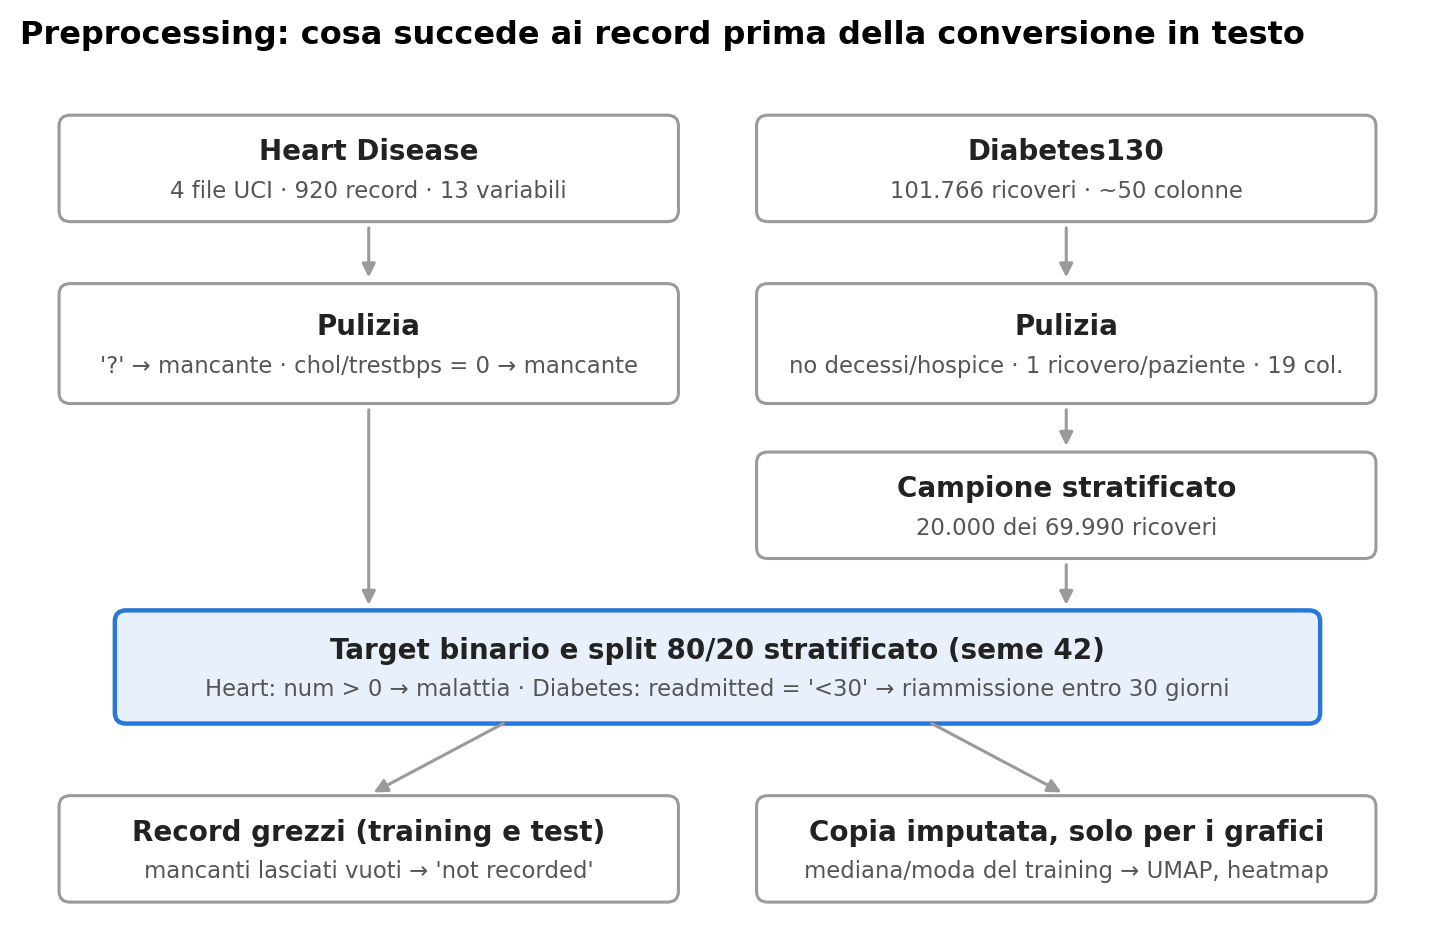 Preprocessing: cosa succede ai record prima della conversione in testo
Heart Disease
4 file UCI · 920 record · 13 variabili
Diabetes130
101.766 ricoveri · ~50 colonne
Pulizia
'?' → mancante · chol/trestbps = 0 → mancante
Pulizia
no decessi/hospice · 1 ricovero/paziente · 19 col.
Campione stratificato
20.000 dei 69.990 ricoveri
Target binario e split 80/20 stratificato (seme 42)
Heart: num > 0 → malattia · Diabetes: readmitted = '<30' → riammissione entro 30 giorni
Record grezzi (training e test)
mancanti lasciati vuoti → 'not recorded'
Copia imputata, solo per i grafici
mediana/moda del training → UMAP, heatmap